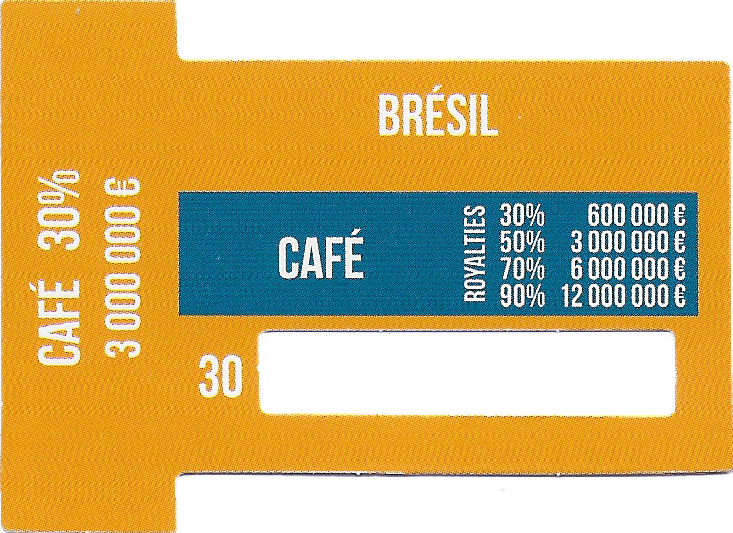 CAFÉ 30%
3 000 000 €
BRÉSIL
CAFÉ
ROYALTIES
30% 600 000 €
50% 3 000 000 €
70% 6 000 000 €
90% 12 000 000 €
30